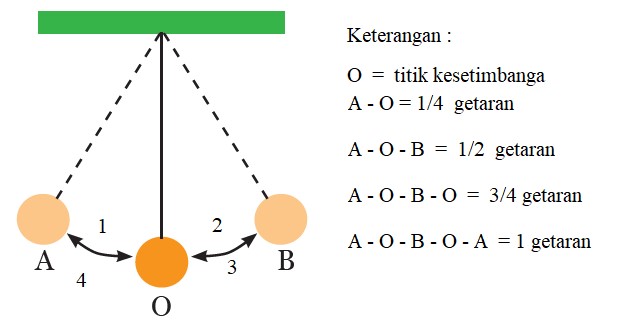 Keterangan :
O = titik kesetimbanga
A - O = 1/4 getaran
A - O - B = 1/2 getaran
A - O - B - O = 3/4 getaran
A - O - B - O - A = 1 getaran
1
2
A
4
3
B
O